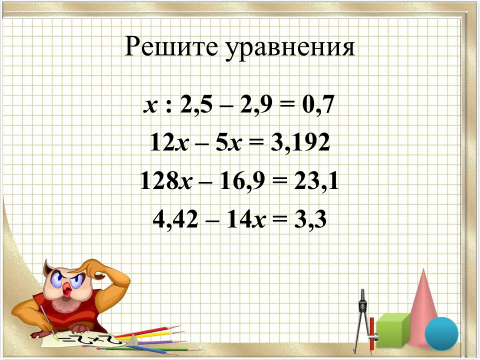 Решите уравнения
x : 2,5 – 2,9 = 0,7
12x – 5x = 3,192
128x – 16,9 = 23,1
4,42 – 14x = 3,3